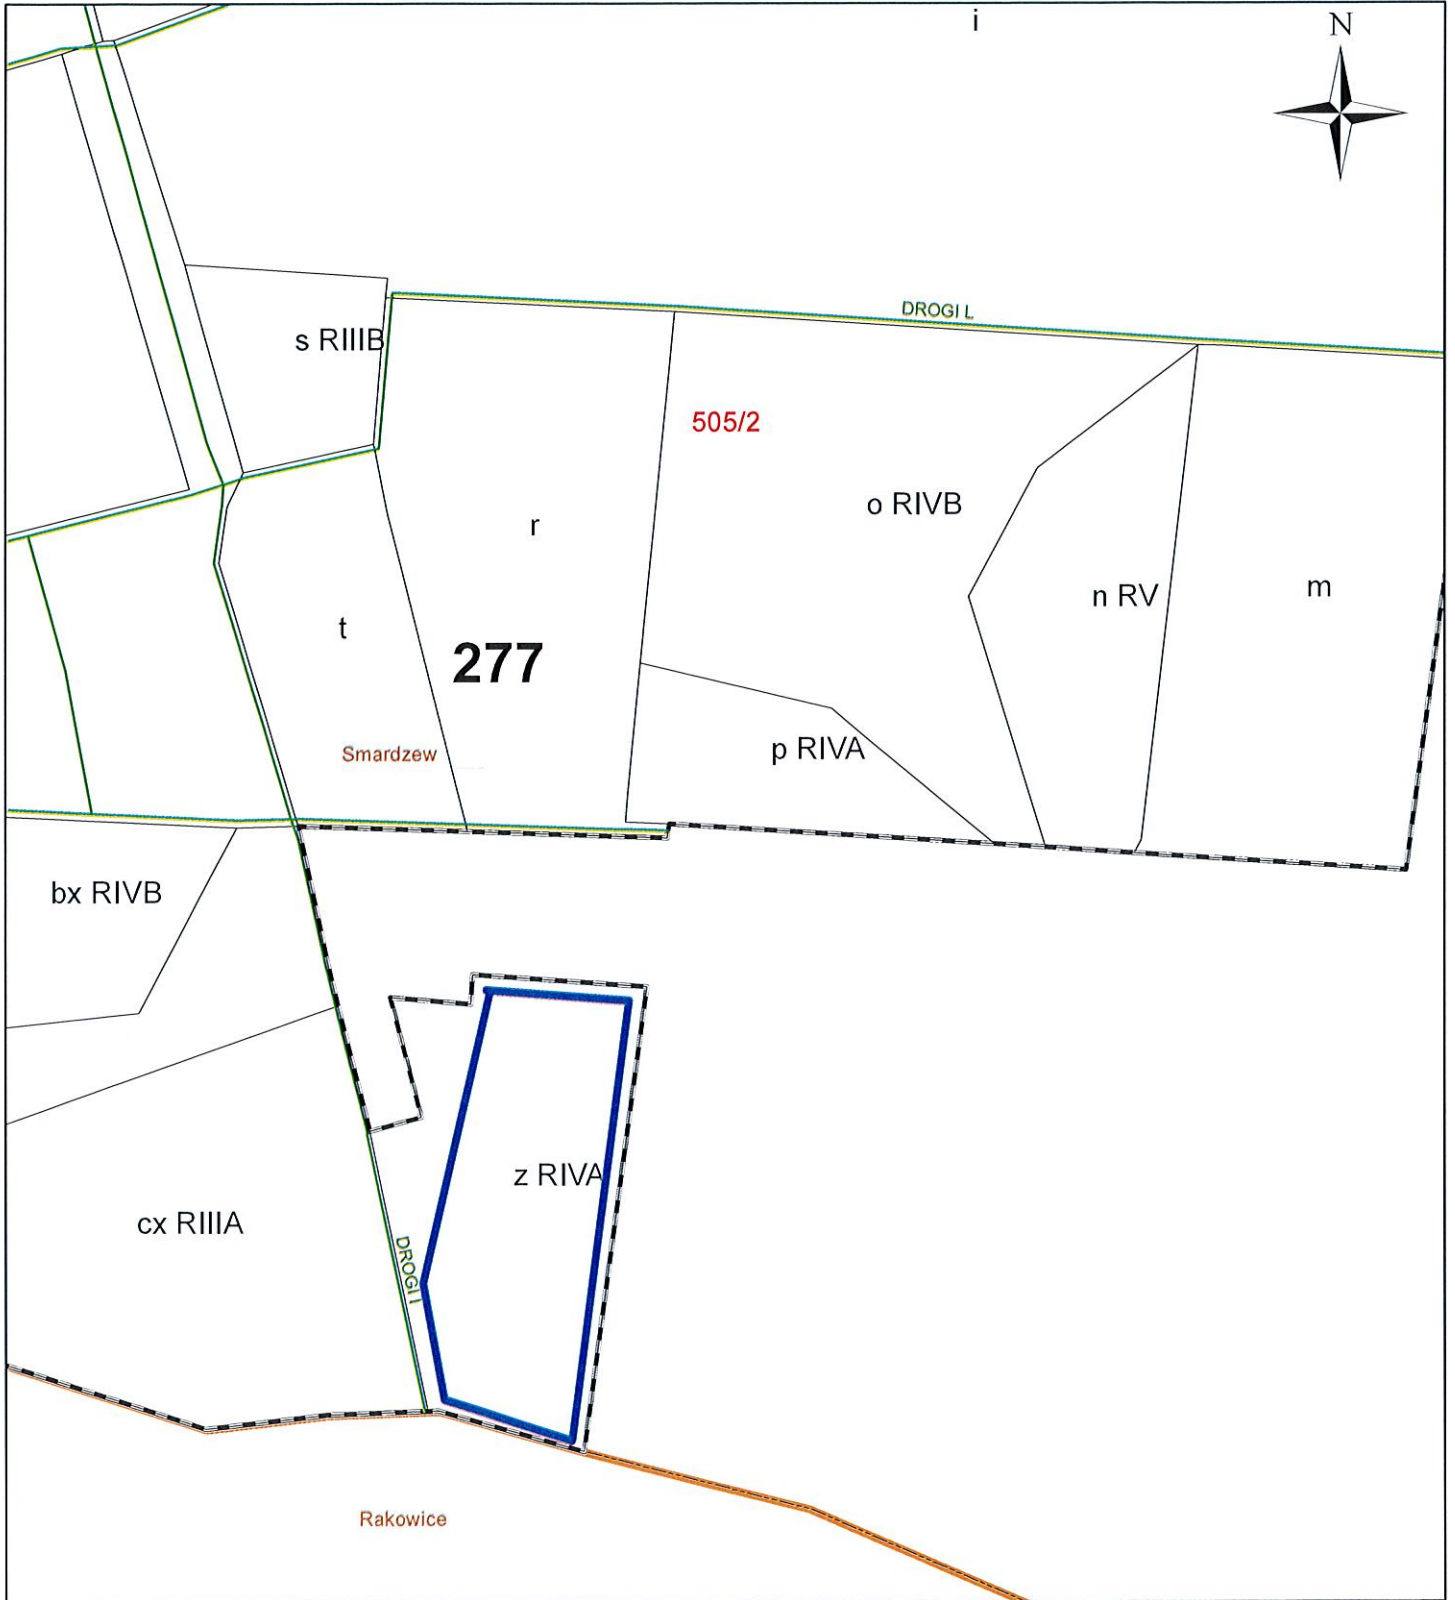 i
N
DROGI L
s RIIIB
505/2
o RIVB
r
n RV
m
t
277
p RIVA
Smardzew
bx RIVB
z RIVA
cx RIIIA
DROGI l
Rakowice